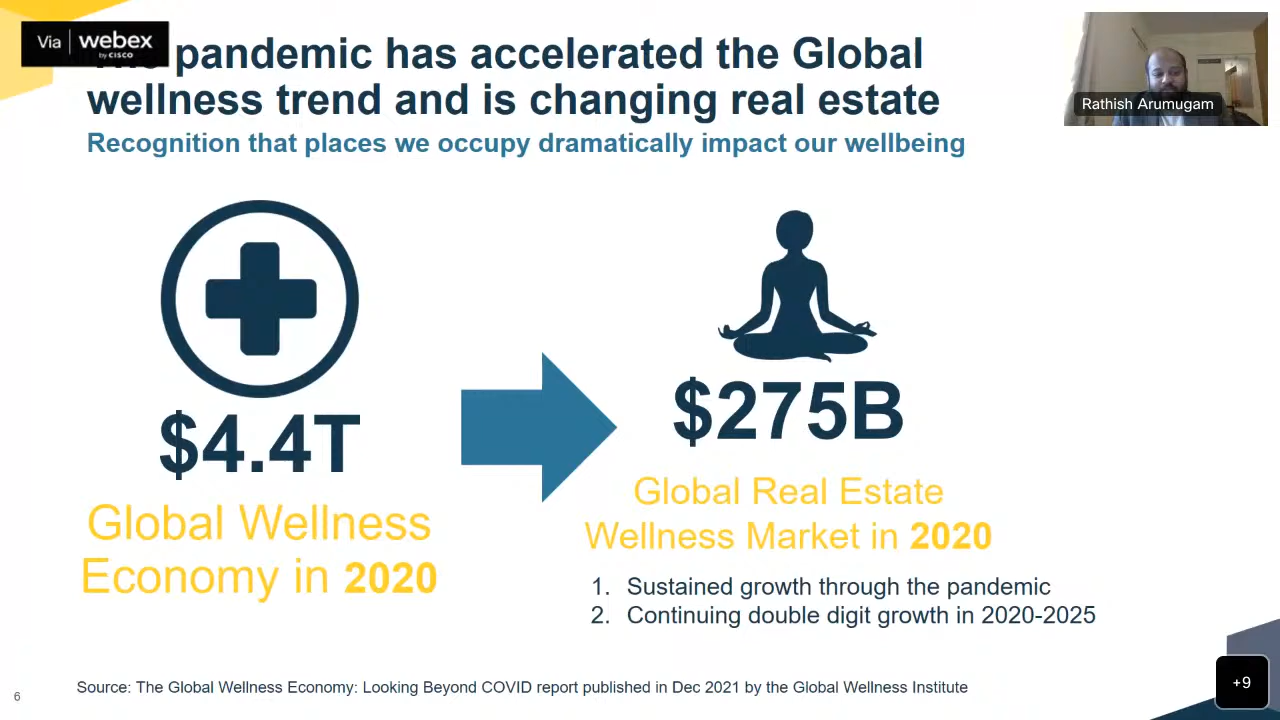 Via webex
by CISCO
The pandemic has accelerated the Global
wellness trend and is changing real estate
Recognition that places we occupy dramatically impact our wellbeing
Rathish Arumugam
$4.4T
Global Wellness
Economy in 2020
$275B
Global Real Estate
Wellness Market in 2020
1. Sustained growth through the pandemic
2. Continuing double digit growth in 2020-2025
Source: The Global Wellness Economy: Looking Beyond COVID report published in Dec 2021 by the Global Wellness Institute
6
+9